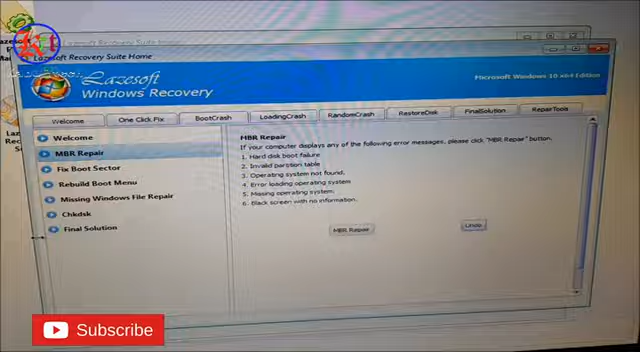 Lazesoft Recovery Suite Home
Lazesoft
Windows Recovery
Microsoft Windows 10 x64 Edition
Welcome
One Click Fix
BootCrash
LoadingCrash
RandomCrash
RestoreDisk
FinalSolution
RepairTools
Welcome
MBR Repair
Fix Boot Sector
Rebuild Boot Menu
Missing Windows File Repair
Chkdsk
Final Solution
MBR Repair
If your computer displays any of the following error messages, please click "MBR Repair" button.
1. Hard disk boot failure
2. Invalid partition table
3. Operating system not found.
4. Error loading operating system
5. Missing operating system.
6. Black screen with no information.
MBR Repair
Undo
Subscribe